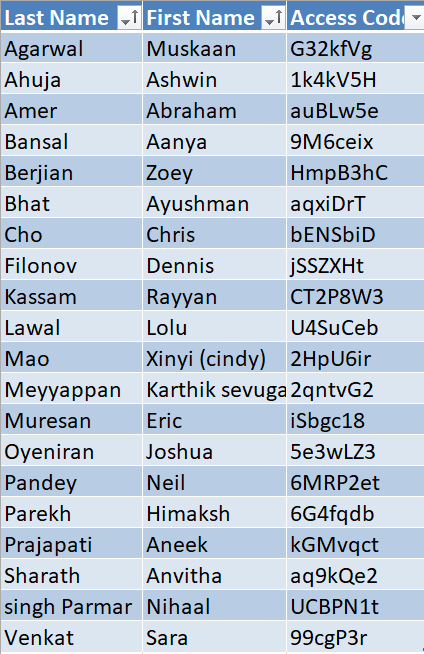 Last Name First Name Access Code
Agarwal Muskaan G32kfVg
Ahuja Ashwin 1k4kV5H
Amer Abraham auBLw5e
Bansal Aanya 9M6ceix
Berjian Zoey HmpB3hC
Bhat Ayushman aqxiDrT
Cho Chris bENSbiD
Filonov Dennis jSSZXHt
Kassam Rayyan CT2P8W3
Lawal Lolu U4SuCeb
Mao Xinyi (cindy) 2HpU6ir
Meyyappan Karthik sevuga 2qntvG2
Muresan Eric iSbgc18
Oyeniran Joshua 5e3wLZ3
Pandey Neil 6MRP2et
Parekh Himaksh 6G4fqdb
Prajapati Aneek kGMvqct
Sharath Anvitha aq9kQe2
singh Parmar Nihaal UCBPN1t
Venkat Sara 99cgP3r